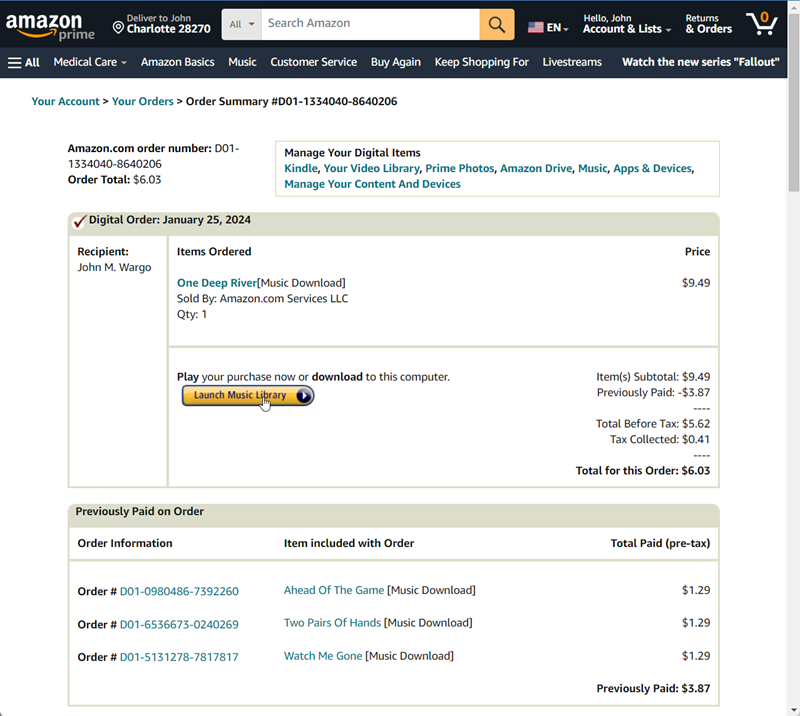 amazon prime
Deliver to John
Charlotte 28270
All
Search Amazon
EN
Hello, John
Account & Lists
Returns
& Orders
0
All
Medical Care
Amazon Basics
Music
Customer Service
Buy Again
Keep Shopping For
Livestreams
Watch the new series "Fallout"
Your Account > Your Orders > Order Summary #D01-1334040-8640206
Amazon.com order number: D01-
1334040-8640206
Order Total: $6.03
Manage Your Digital Items
Kindle, Your Video Library, Prime Photos, Amazon Drive, Music, Apps & Devices,
Manage Your Content And Devices
Digital Order: January 25, 2024
Recipient:
John M. Wargo
Items Ordered
Price
One Deep River[Music Download]
$9.49
Sold By: Amazon.com Services LLC
Qty: 1
Play your purchase now or download to this computer.
Launch Music Library
Item(s) Subtotal: $9.49
Previously Paid: -$3.87
----
Total Before Tax: $5.62
Tax Collected: $0.41
----
Total for this Order: $6.03
Previously Paid on Order
Order Information
Item included with Order
Total Paid (pre-tax)
Order # D01-0980486-7392260
Ahead Of The Game [Music Download]
$1.29
Order # D01-6536673-0240269
Two Pairs Of Hands [Music Download]
$1.29
Order # D01-5131278-7817817
Watch Me Gone [Music Download]
$1.29
Previously Paid: $3.87